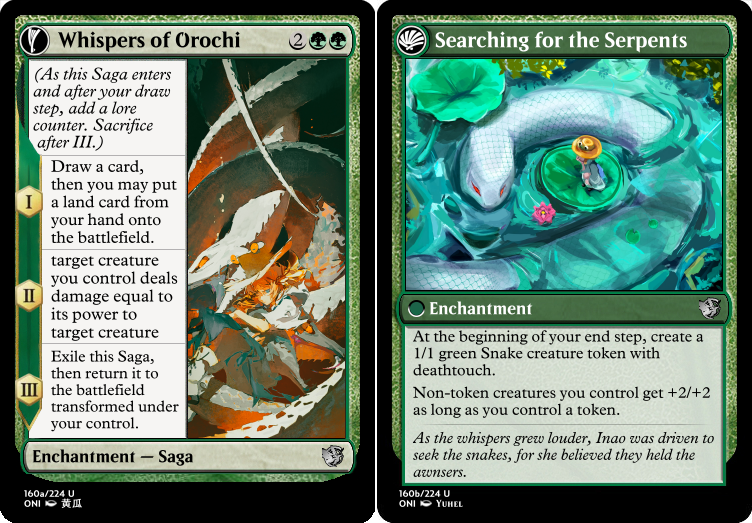 Whispers of Orochi 2
(As this Saga enters
and after your draw
step, add a lore
counter. Sacrifice
after III.)
I
Draw a card,
then you may put
a land card from
your hand onto
the battlefield.
II
target creature
you control deals
damage equal to
its power to
target creature
III
Exile this Saga,
then return it to
the battlefield
transformed under
your control.
Enchantment — Saga
160a/224 U
ONI 黄瓜
Searching for the Serpents
Enchantment
At the beginning of your end step, create a
1/1 green Snake creature token with
deathtouch.
Non-token creatures you control get +2/+2
as long as you control a token.
As the whispers grew louder, Inao was driven to
seek the snakes, for she believed they held the
awnsers.
160b/224 U
ONI Yuhel